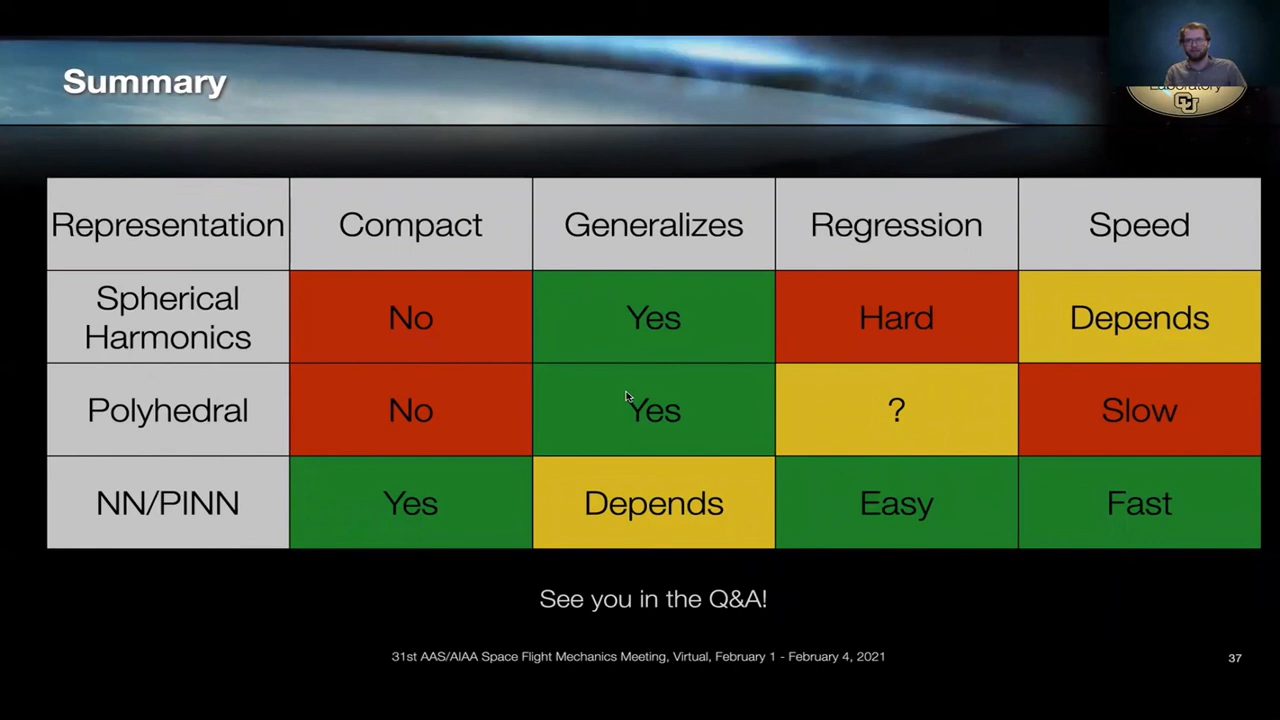 Summary
Laboratory
Representation
Compact
Generalizes
Regression
Speed
Spherical
Harmonics
No
Yes
Hard
Depends
Polyhedral
No
Yes
?
Slow
NN/PINN
Yes
Depends
Easy
Fast
See you in the Q&A!
31st AAS/AIAA Space Flight Mechanics Meeting, Virtual, February 1 - February 4, 2021
37